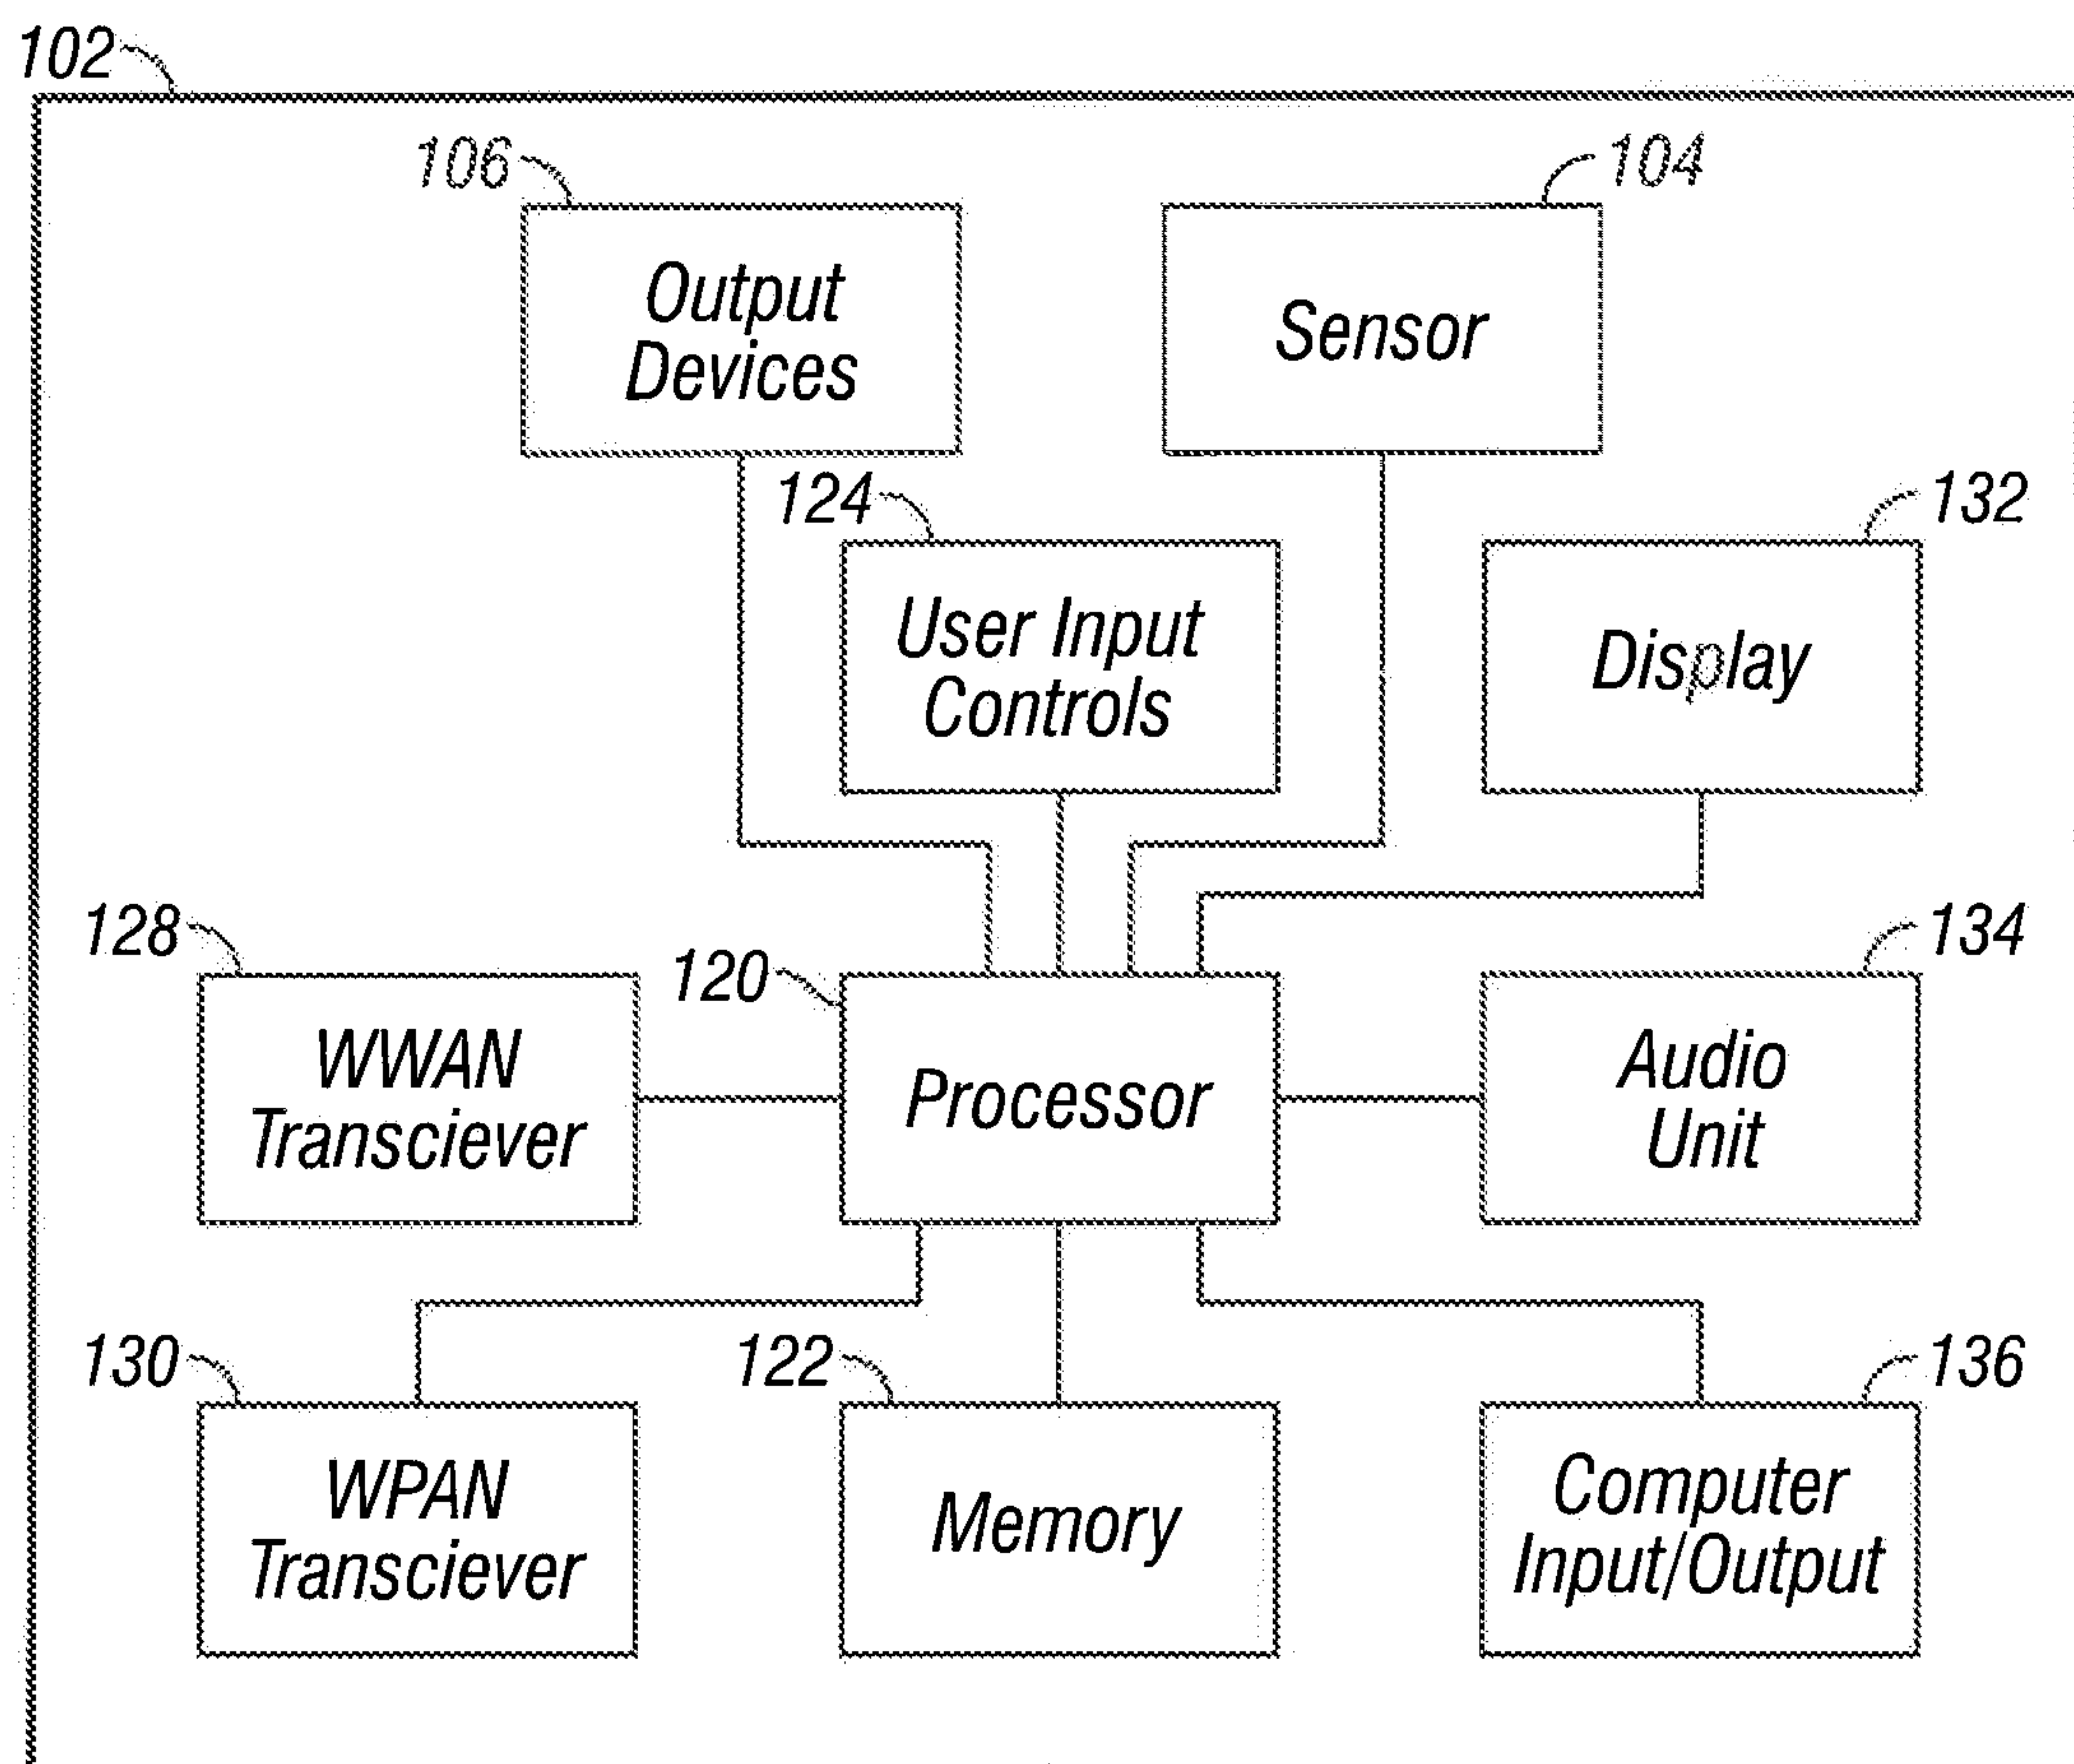 102
106
104
Output
Devices
Sensor
124
132
User Input
Controls
Display
128
120
134
WWAN
Transciever
Processor
Audio
Unit
130
122
136
WPAN
Transciever
Memory
Computer
Input/Output